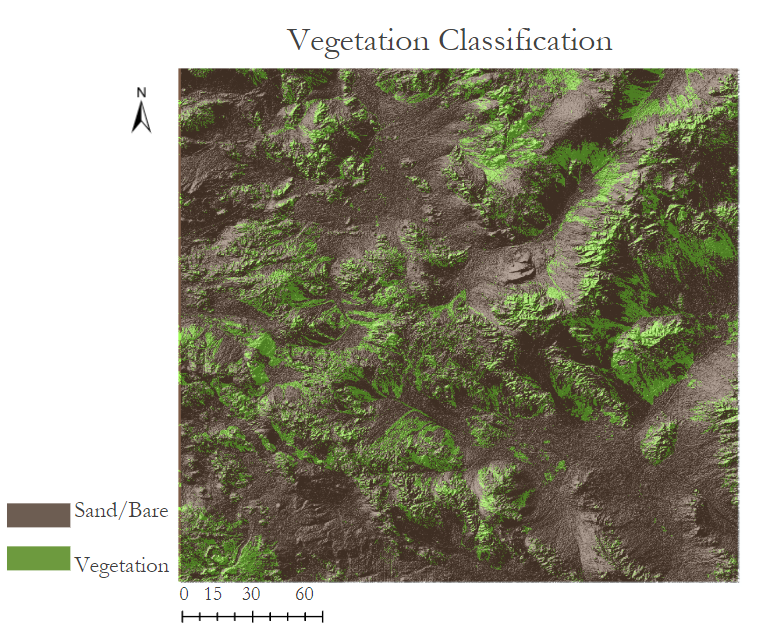 Vegetation Classification
N
Sand/Bare
Vegetation
0 15 30 60